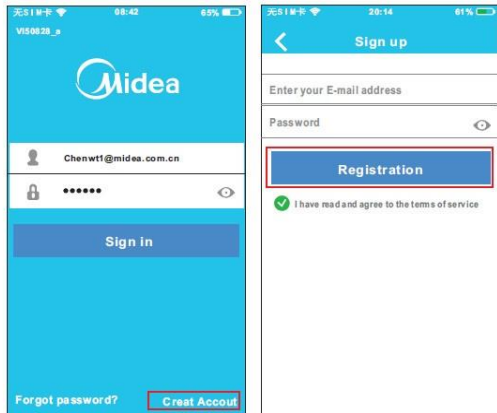 无SIM卡 08:42 65%
VIS0828_a
Midea
Chenwt1@midea.com.cn
••••••
Sign in
Forgot password? Creat Accout
无SIM卡 20:14 61%
Sign up
Enter your E-mail address
Password
Registration
I have read and agree to the terms of service